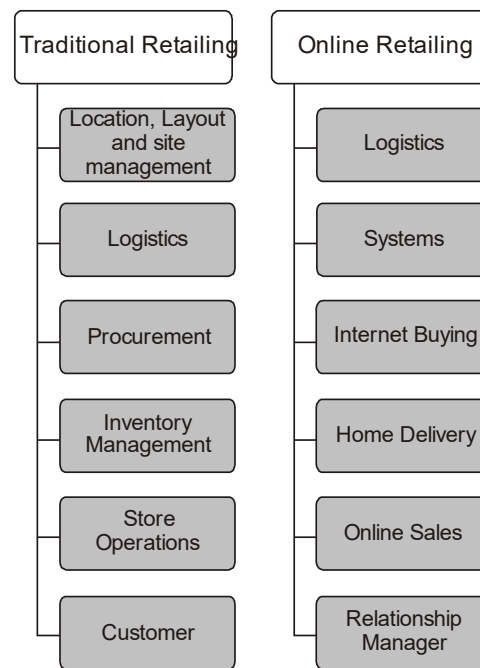 Traditional Retailing
Location, Layout
and site
management
Logistics
Procurement
Inventory
Management
Store
Operations
Customer
Online Retailing
Logistics
Systems
Internet Buying
Home Delivery
Online Sales
Relationship
Manager